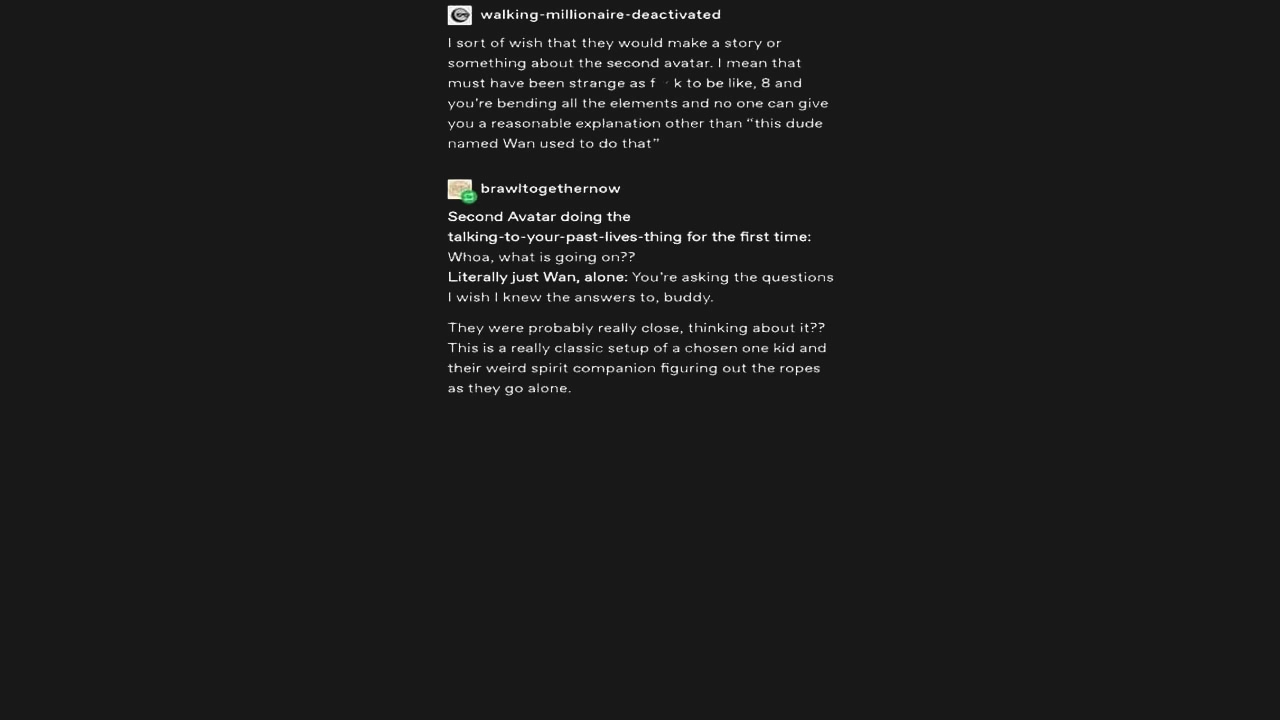 walking-millionaire-deactivated
I sort of wish that they would make a story or
something about the second avatar. I mean that
must have been strange as f k to be like, 8 and
you're bending all the elements and no one can give
you a reasonable explanation other than “this dude
named Wan used to do that”
brawltogethernow
Second Avatar doing the
talking-to-your-past-lives-thing for the first time:
Whoa, what is going on??
Literally just Wan, alone: You're asking the questions
I wish I knew the answers to, buddy.
They were probably really close, thinking about it??
This is a really classic setup of a chosen one kid and
their weird spirit companion figuring out the ropes
as they go alone.